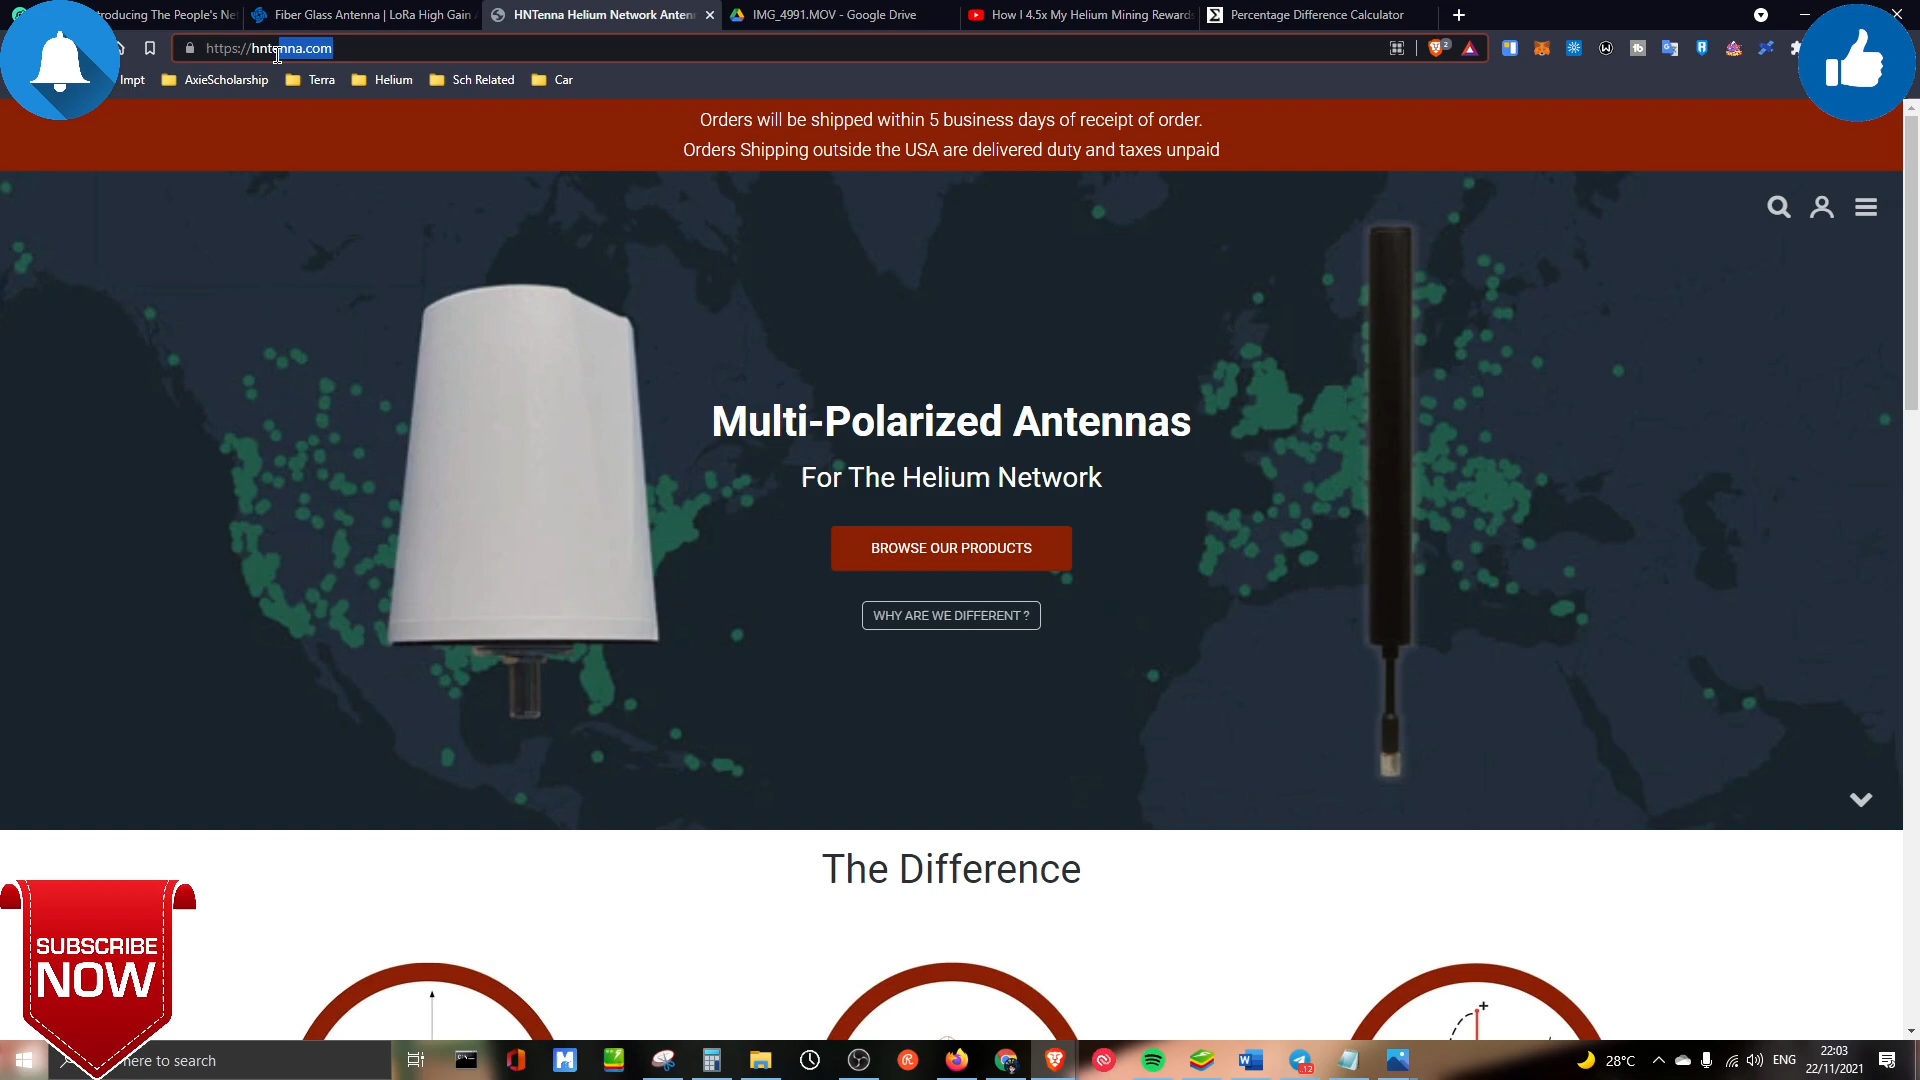 troducing The People's Net
Fiber Glass Antenna | LoRa High Gain
HNTenna Helium Network Anten
IMG_4991.MOV - Google Drive
How I 4.5x My Helium Mining Rewards
Percentage Difference Calculator
https://hntenna.com
2
Impt
AxieScholarship
Terra
Helium
Sch Related
Car
Orders will be shipped within 5 business days of receipt of order.
Orders Shipping outside the USA are delivered duty and taxes unpaid
Multi-Polarized Antennas
For The Helium Network
BROWSE OUR PRODUCTS
WHY ARE WE DIFFERENT ?
The Difference
SUBSCRIBE
NOW
here to search
12
28°C
ENG
22:03
22/11/2021